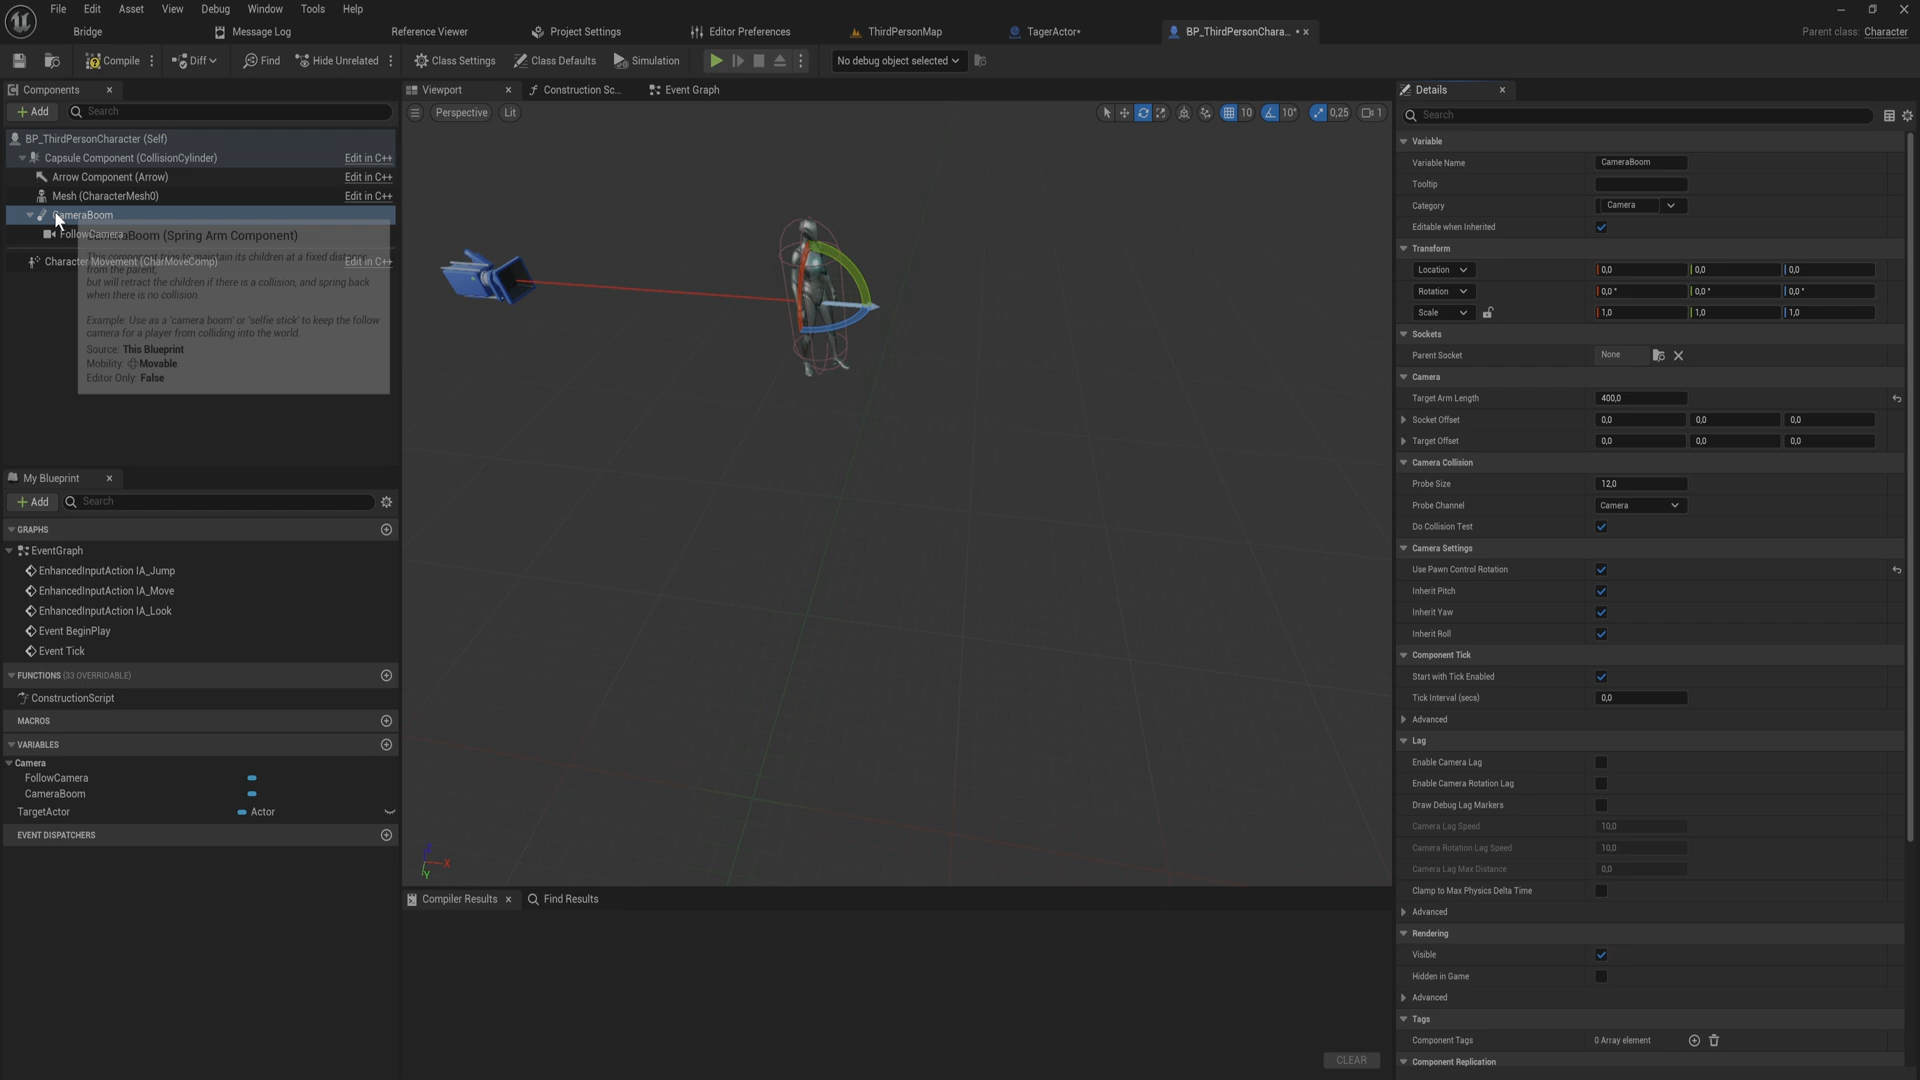 File Edit Asset View Debug Window Tools Help
Bridge Message Log Reference Viewer Project Settings Editor Preferences ThirdPersonMap TagerActor* BP_ThirdPersonChara... • × Parent class: Character
Compile Diff Find Hide Unrelated Class Settings Class Defaults Simulation No debug object selected
Components
+ Add Search
BP_ThirdPersonCharacter (Self)
Capsule Component (CollisionCylinder) Edit in C++
Arrow Component (Arrow) Edit in C++
Mesh (CharacterMesh0) Edit in C++
CameraBoom
FollowCamera
Character Movement (CharMoveComp) Edit in C++
CameraBoom (Spring Arm Component)
This component tries to maintain its children at a fixed distance
from the parent,
but will retract the children if there is a collision, and spring back
when there is no collision.
Example: Use as a 'camera boom' or 'selfie stick' to keep the follow
camera for a player from colliding into the world.
Source: This Blueprint
Mobility: Movable
Editor Only: False
My Blueprint
+ Add Search
GRAPHS
EventGraph
EnhancedInputAction IA_Jump
EnhancedInputAction IA_Move
EnhancedInputAction IA_Look
Event BeginPlay
Event Tick
FUNCTIONS (33 OVERRIDABLE)
ConstructionScript
MACROS
VARIABLES
Camera
FollowCamera
CameraBoom
TargetActor Actor
EVENT DISPATCHERS
Viewport Construction Sc... Event Graph
Perspective Lit 10 10° 0,25 1
Z X Y
Compiler Results Find Results
CLEAR
Details
Search
Variable
Variable Name CameraBoom
Tooltip
Category Camera
Editable when Inherited
Transform
Location 0,0 0,0 0,0
Rotation 0,0 ° 0,0 ° 0,0 °
Scale 1,0 1,0 1,0
Sockets
Parent Socket None
Camera
Target Arm Length 400,0
Socket Offset 0,0 0,0 0,0
Target Offset 0,0 0,0 0,0
Camera Collision
Probe Size 12,0
Probe Channel Camera
Do Collision Test
Camera Settings
Use Pawn Control Rotation
Inherit Pitch
Inherit Yaw
Inherit Roll
Component Tick
Start with Tick Enabled
Tick Interval (secs) 0,0
Advanced
Lag
Enable Camera Lag
Enable Camera Rotation Lag
Draw Debug Lag Markers
Camera Lag Speed 10,0
Camera Rotation Lag Speed 10,0
Camera Lag Max Distance 0,0
Clamp to Max Physics Delta Time
Advanced
Rendering
Visible
Hidden in Game
Advanced
Tags
Component Tags 0 Array element
Component Replication